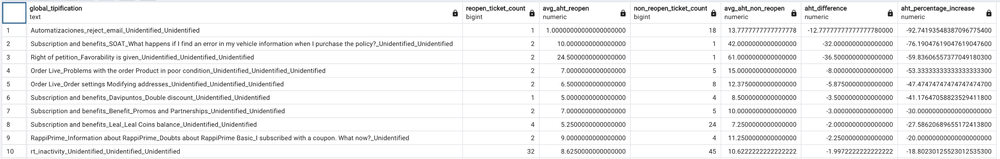 global_tipification reopen_ticket_count avg_aht_reopen non_reopen_ticket_count avg_aht_non_reopen aht_difference aht_percentage_increase
text bigint numeric bigint numeric numeric numeric
1 Automatizaciones_reject_email_Unidentified_Unidentified 1 1.00000000000000000000 18 13.7777777777777778 -12.77777777777777780000 -92.74193548387096775400
2 Subscription and benefits_SOAT_What happens if I find an error in my vehicle information when I purchase the policy?_Unidentified_Unidentified 2 10.0000000000000000 1 42.0000000000000000 -32.0000000000000000 -76.19047619047619047600
3 Right of petition_Favorability is given_Unidentified_Unidentified_Unidentified 2 24.5000000000000000 1 61.0000000000000000 -36.5000000000000000 -59.83606557377049180300
4 Order Live_Problems with the order Product in poor condition_Unidentified_Unidentified_Unidentified 2 7.0000000000000000 5 15.0000000000000000 -8.0000000000000000 -53.33333333333333333300
5 Order Live_Order settings Modifying addresses_Unidentified_Unidentified_Unidentified 2 6.5000000000000000 8 12.3750000000000000 -5.8750000000000000 -47.47474747474747474700
6 Subscription and benefits_Davipuntos_Double discount_Unidentified_Unidentified 1 5.0000000000000000 4 8.5000000000000000 -3.5000000000000000 -41.17647058823529411800
7 Subscription and benefits_Benefit_Promos and Partnerships_Unidentified_Unidentified 2 7.0000000000000000 5 10.0000000000000000 -3.0000000000000000 -30.00000000000000000000
8 Subscription and benefits_Leal_Leal Coins balance_Unidentified_Unidentified 4 5.2500000000000000 24 7.2500000000000000 -2.0000000000000000 -27.58620689655172413800
9 RappiPrime_Information about RappiPrime_Doubts about RappiPrime Basic_I subscribed with a coupon. What now?_Unidentified 2 9.0000000000000000 4 11.2500000000000000 -2.2500000000000000 -20.00000000000000000000
10 rt_inactivity_Unidentified_Unidentified_Unidentified 32 8.6250000000000000 45 10.6222222222222222 -1.9972222222222222 -18.80230125523012535300